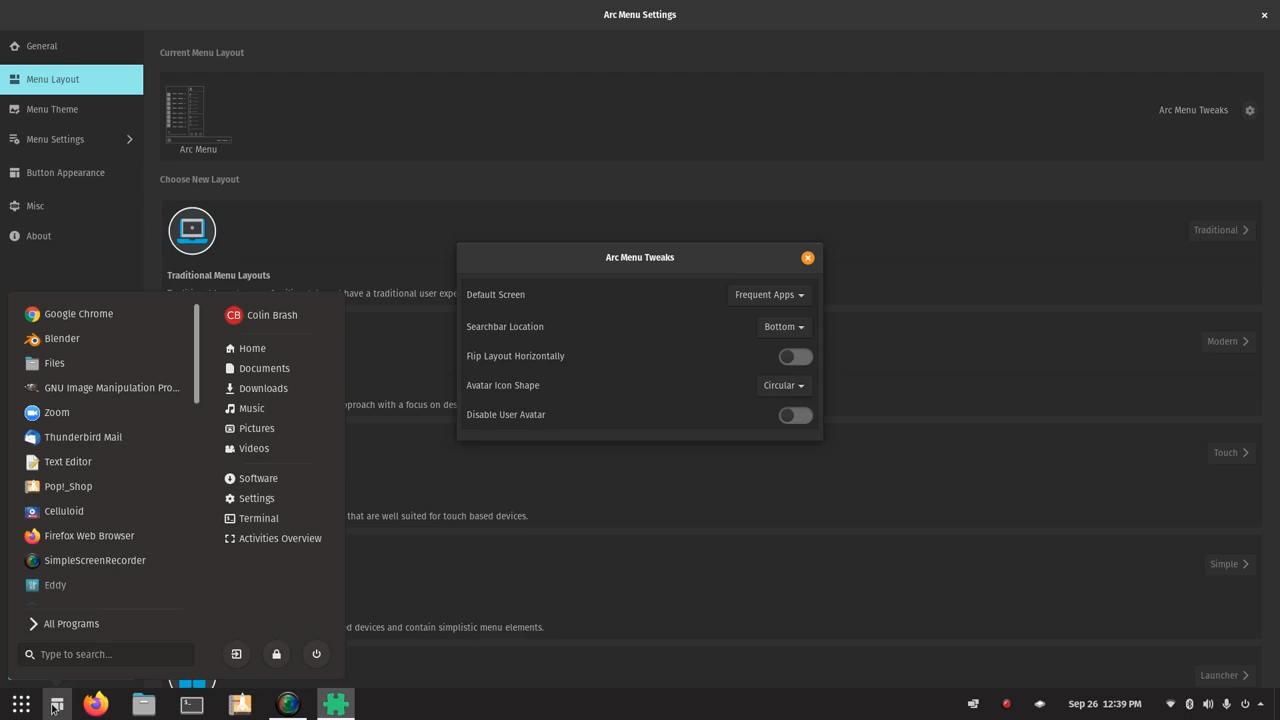 Arc Menu Settings
General
Menu Layout
Menu Theme
Menu Settings
Button Appearance
Misc
About
Current Menu Layout
Arc Menu
Arc Menu Tweaks
Choose New Layout
Traditional
Traditional Menu Layouts
have a traditional user expe
Modern
pproach with a focus on des
Touch
that are well suited for touch based devices.
Simple
d devices and contain simplistic menu elements.
Launcher
Arc Menu Tweaks
Default Screen
Frequent Apps
Searchbar Location
Bottom
Flip Layout Horizontally
Avatar Icon Shape
Circular
Disable User Avatar
Google Chrome
Blender
Files
GNU Image Manipulation Pro...
Zoom
Thunderbird Mail
Text Editor
Pop!_Shop
Celluloid
Firefox Web Browser
SimpleScreenRecorder
Eddy
All Programs
Type to search...
CB Colin Brash
Home
Documents
Downloads
Music
Pictures
Videos
Software
Settings
Terminal
Activities Overview
Sep 26 12:39 PM